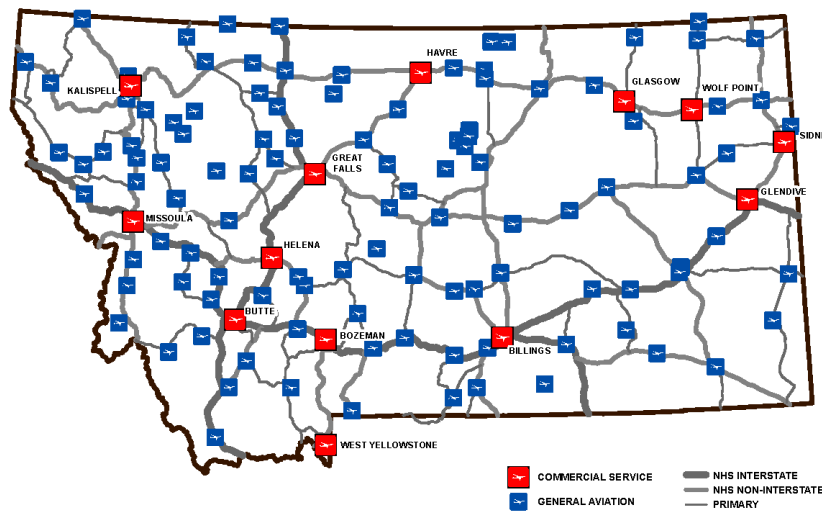 HAVRE
KALISPELL
GLASGOW
WOLF POINT
SIDN
GREAT
FALLS
GLENDIVE
MISSOULA
HELENA
BUTTE
BOZEMAN
BILLINGS
WEST YELLOWSTONE
COMMERCIAL SERVICE
GENERAL AVIATION
NHS INTERSTATE
NHS NON-INTERSTATE
PRIMARY